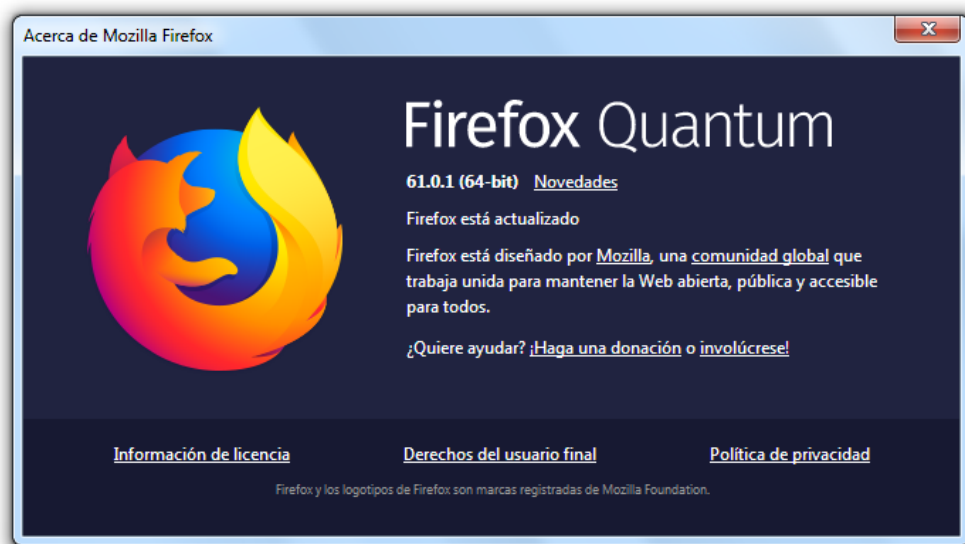 Acerca de Mozilla Firefox
Firefox Quantum
61.0.1 (64-bit) Novedades
Firefox está actualizado
Firefox está diseñado por Mozilla, una comunidad global que
trabaja unida para mantener la Web abierta, pública y accesible
para todos.
¿Quiere ayudar? ¡Haga una donación o involúcrese!
Información de licencia Derechos del usuario final Política de privacidad
Firefox y los logotipos de Firefox son marcas registradas de Mozilla Foundation.